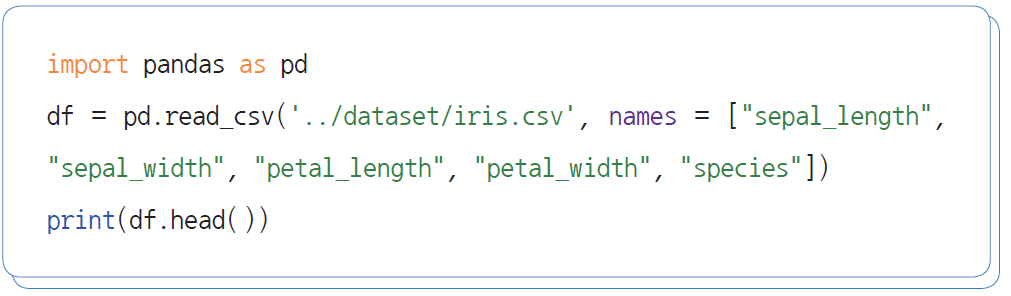 import pandas as pd
df = pd.read_csv('../dataset/iris.csv', names = ["sepal_length",
"sepal_width", "petal_length", "petal_width", "species"])
print(df.head())